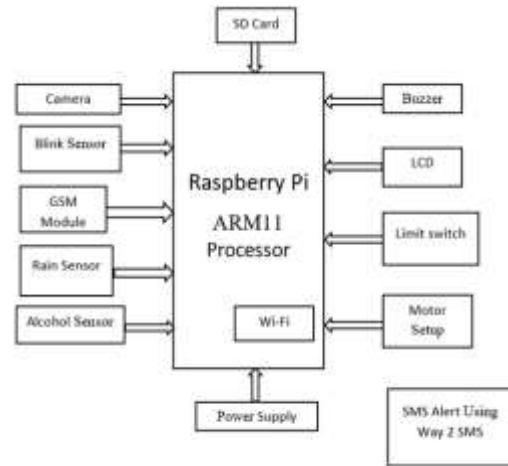 SD Card
Camera
Buzzer
Blink Sensor
LCD
Raspberry Pi
ARM11
Processor
GSM
Module
Limit switch
Rain Sensor
Alcohol Sensor
Wi-Fi
Motor
Setup
Power Supply
SMS Alert Using
Way 2 SMS